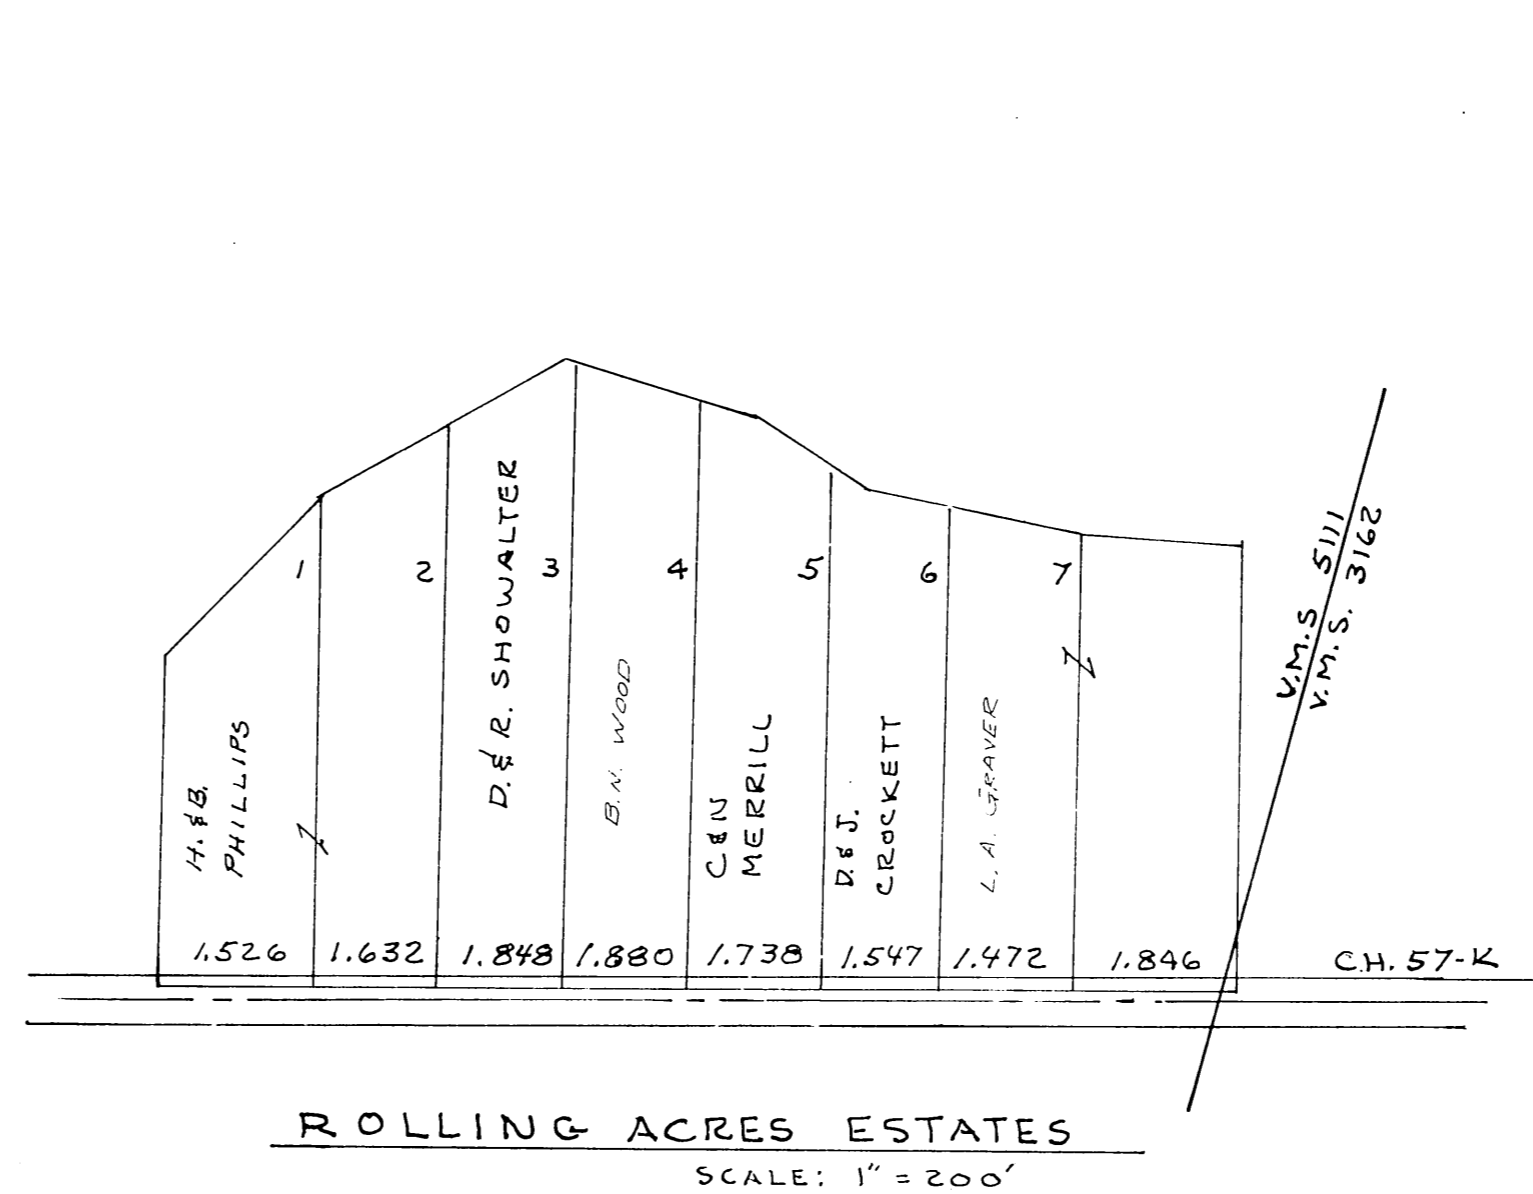 V.M.S 5111
V.M.S. 3162
1
2
3
4
5
6
7
H. & B.
PHILLIPS
D. & R. SHOWALTER
B. N. WOOD
C & N
MERRILL
D. & J.
CROCKETT
L. A. GRAVER
1.526
1.632
1.848
1.880
1.738
1.547
1.472
1.846
C.H. 57-K
ROLLING ACRES ESTATES
SCALE: 1" = 200'